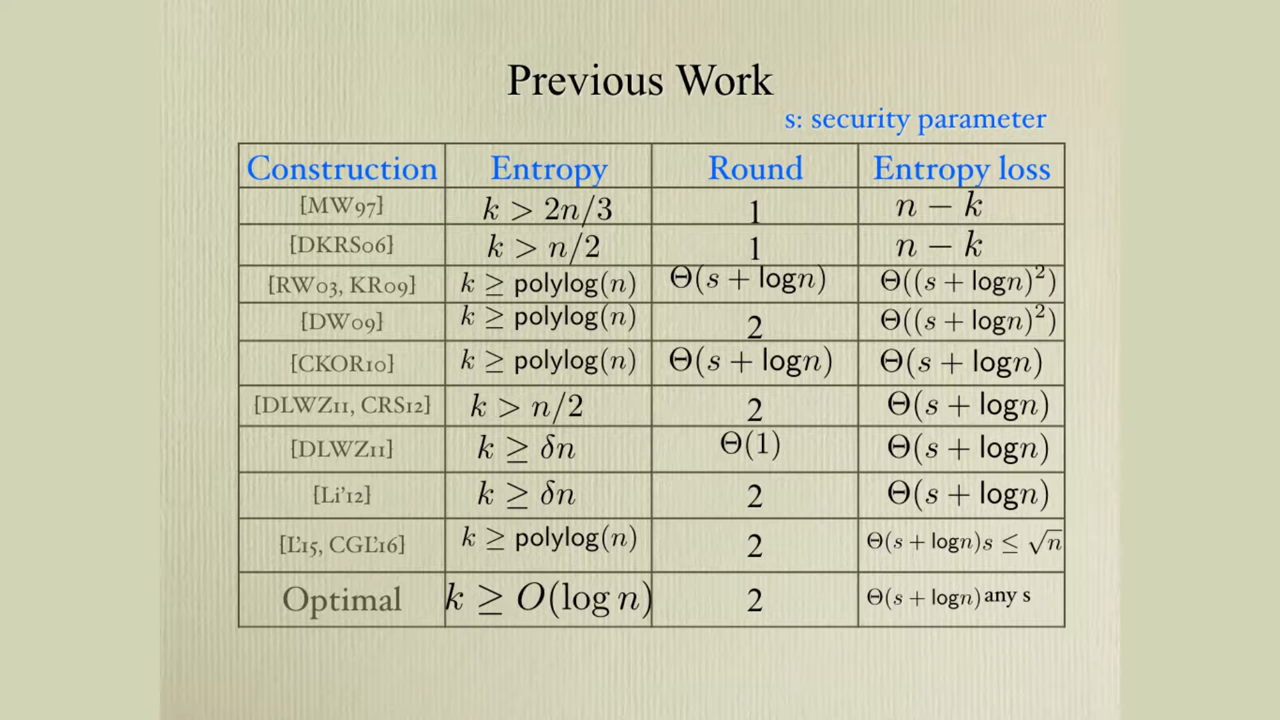 Previous Work
s: security parameter
Construction Entropy Round Entropy loss
[MW97] k > 2n/3 1 n − k
[DKRS06] k > n/2 1 n − k
[RW03, KR09] k ≥ polylog(n) Θ(s + logn) Θ((s + logn)²)
[DW09] k ≥ polylog(n) 2 Θ((s + logn)²)
[CKOR10] k ≥ polylog(n) Θ(s + logn) Θ(s + logn)
[DLWZ11, CRS12] k > n/2 2 Θ(s + logn)
[DLWZ11] k ≥ δn Θ(1) Θ(s + logn)
[Li'12] k ≥ δn 2 Θ(s + logn)
[L'15, CGL'16] k ≥ polylog(n) 2 Θ(s + logn)s ≤ √n
Optimal k ≥ O(log n) 2 Θ(s + logn) any s